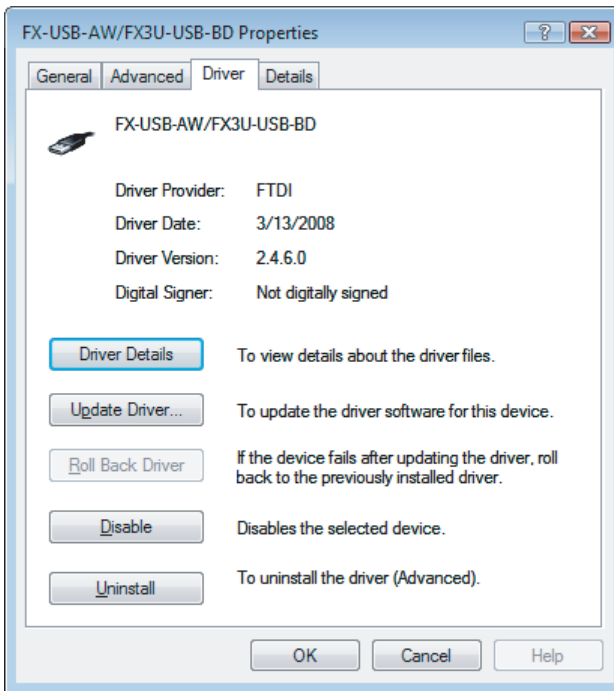 FX-USB-AW/FX3U-USB-BD Properties
General Advanced Driver Details
FX-USB-AW/FX3U-USB-BD
Driver Provider: FTDI
Driver Date: 3/13/2008
Driver Version: 2.4.6.0
Digital Signer: Not digitally signed
Driver Details To view details about the driver files.
Update Driver... To update the driver software for this device.
Roll Back Driver If the device fails after updating the driver, roll
back to the previously installed driver.
Disable Disables the selected device.
Uninstall To uninstall the driver (Advanced).
OK Cancel Help